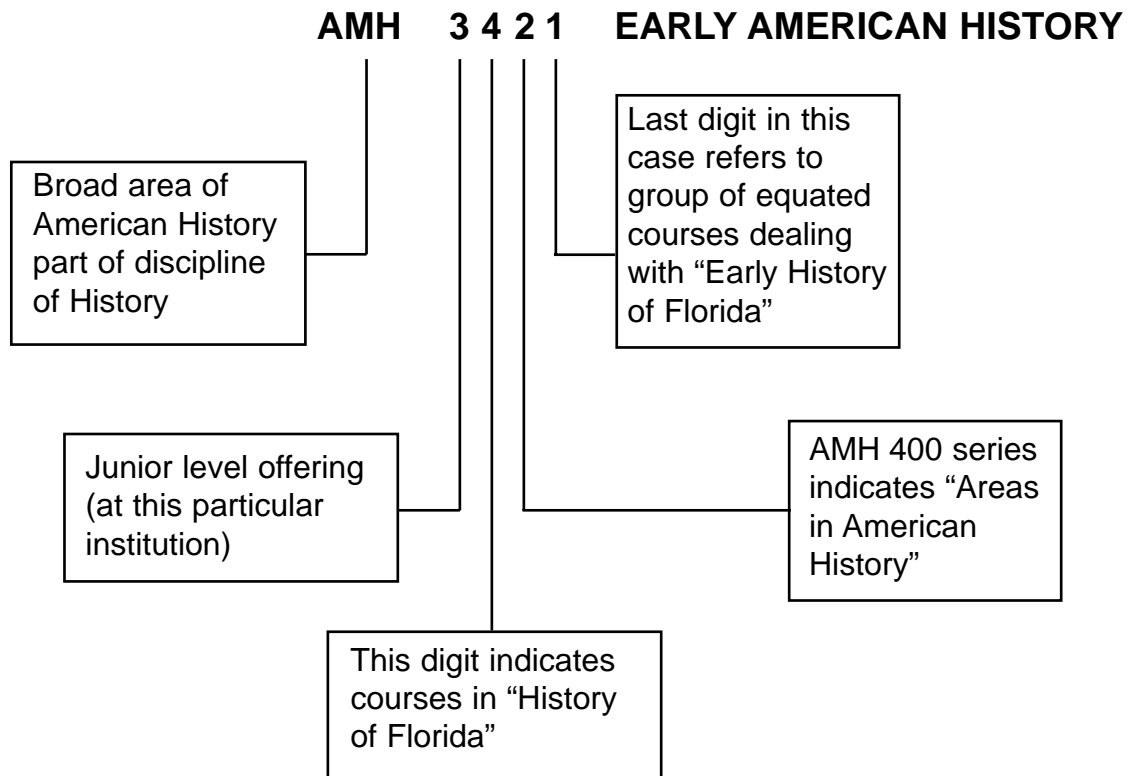 AMH 3 4 2 1 EARLY AMERICAN HISTORY
Last digit in this
case refers to
group of equated
courses dealing
with “Early History
of Florida”
Broad area of
American History
part of discipline
of History
Junior level offering
(at this particular
institution)
AMH 400 series
indicates “Areas
in American
History”
This digit indicates
courses in “History
of Florida”